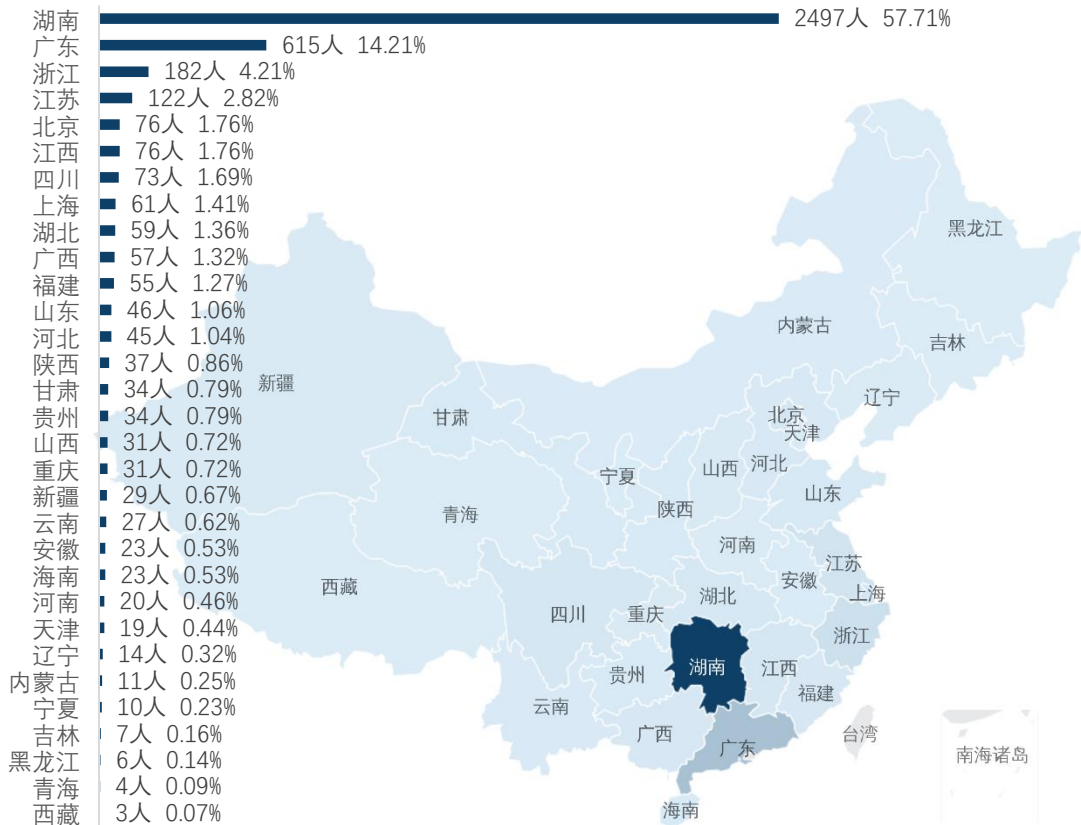 湖南 2497人 57.71%
广东 615人 14.21%
浙江 182人 4.21%
江苏 122人 2.82%
北京 76人 1.76%
江西 76人 1.76%
四川 73人 1.69%
上海 61人 1.41%
湖北 59人 1.36%
广西 57人 1.32%
福建 55人 1.27%
山东 46人 1.06%
河北 45人 1.04%
陕西 37人 0.86%
甘肃 34人 0.79%
贵州 34人 0.79%
山西 31人 0.72%
重庆 31人 0.72%
新疆 29人 0.67%
云南 27人 0.62%
安徽 23人 0.53%
海南 23人 0.53%
河南 20人 0.46%
天津 19人 0.44%
辽宁 14人 0.32%
内蒙古 11人 0.25%
宁夏 10人 0.23%
吉林 7人 0.16%
黑龙江 6人 0.14%
青海 4人 0.09%
西藏 3人 0.07%
黑龙江
内蒙古
吉林
新疆
辽宁
甘肃
北京
天津
河北
山西
宁夏
山东
陕西
青海
河南
江苏
安徽
西藏
上海
湖北
四川
重庆
浙江
湖南
江西
贵州
福建
云南
广西
台湾
广东
南海诸岛
海南